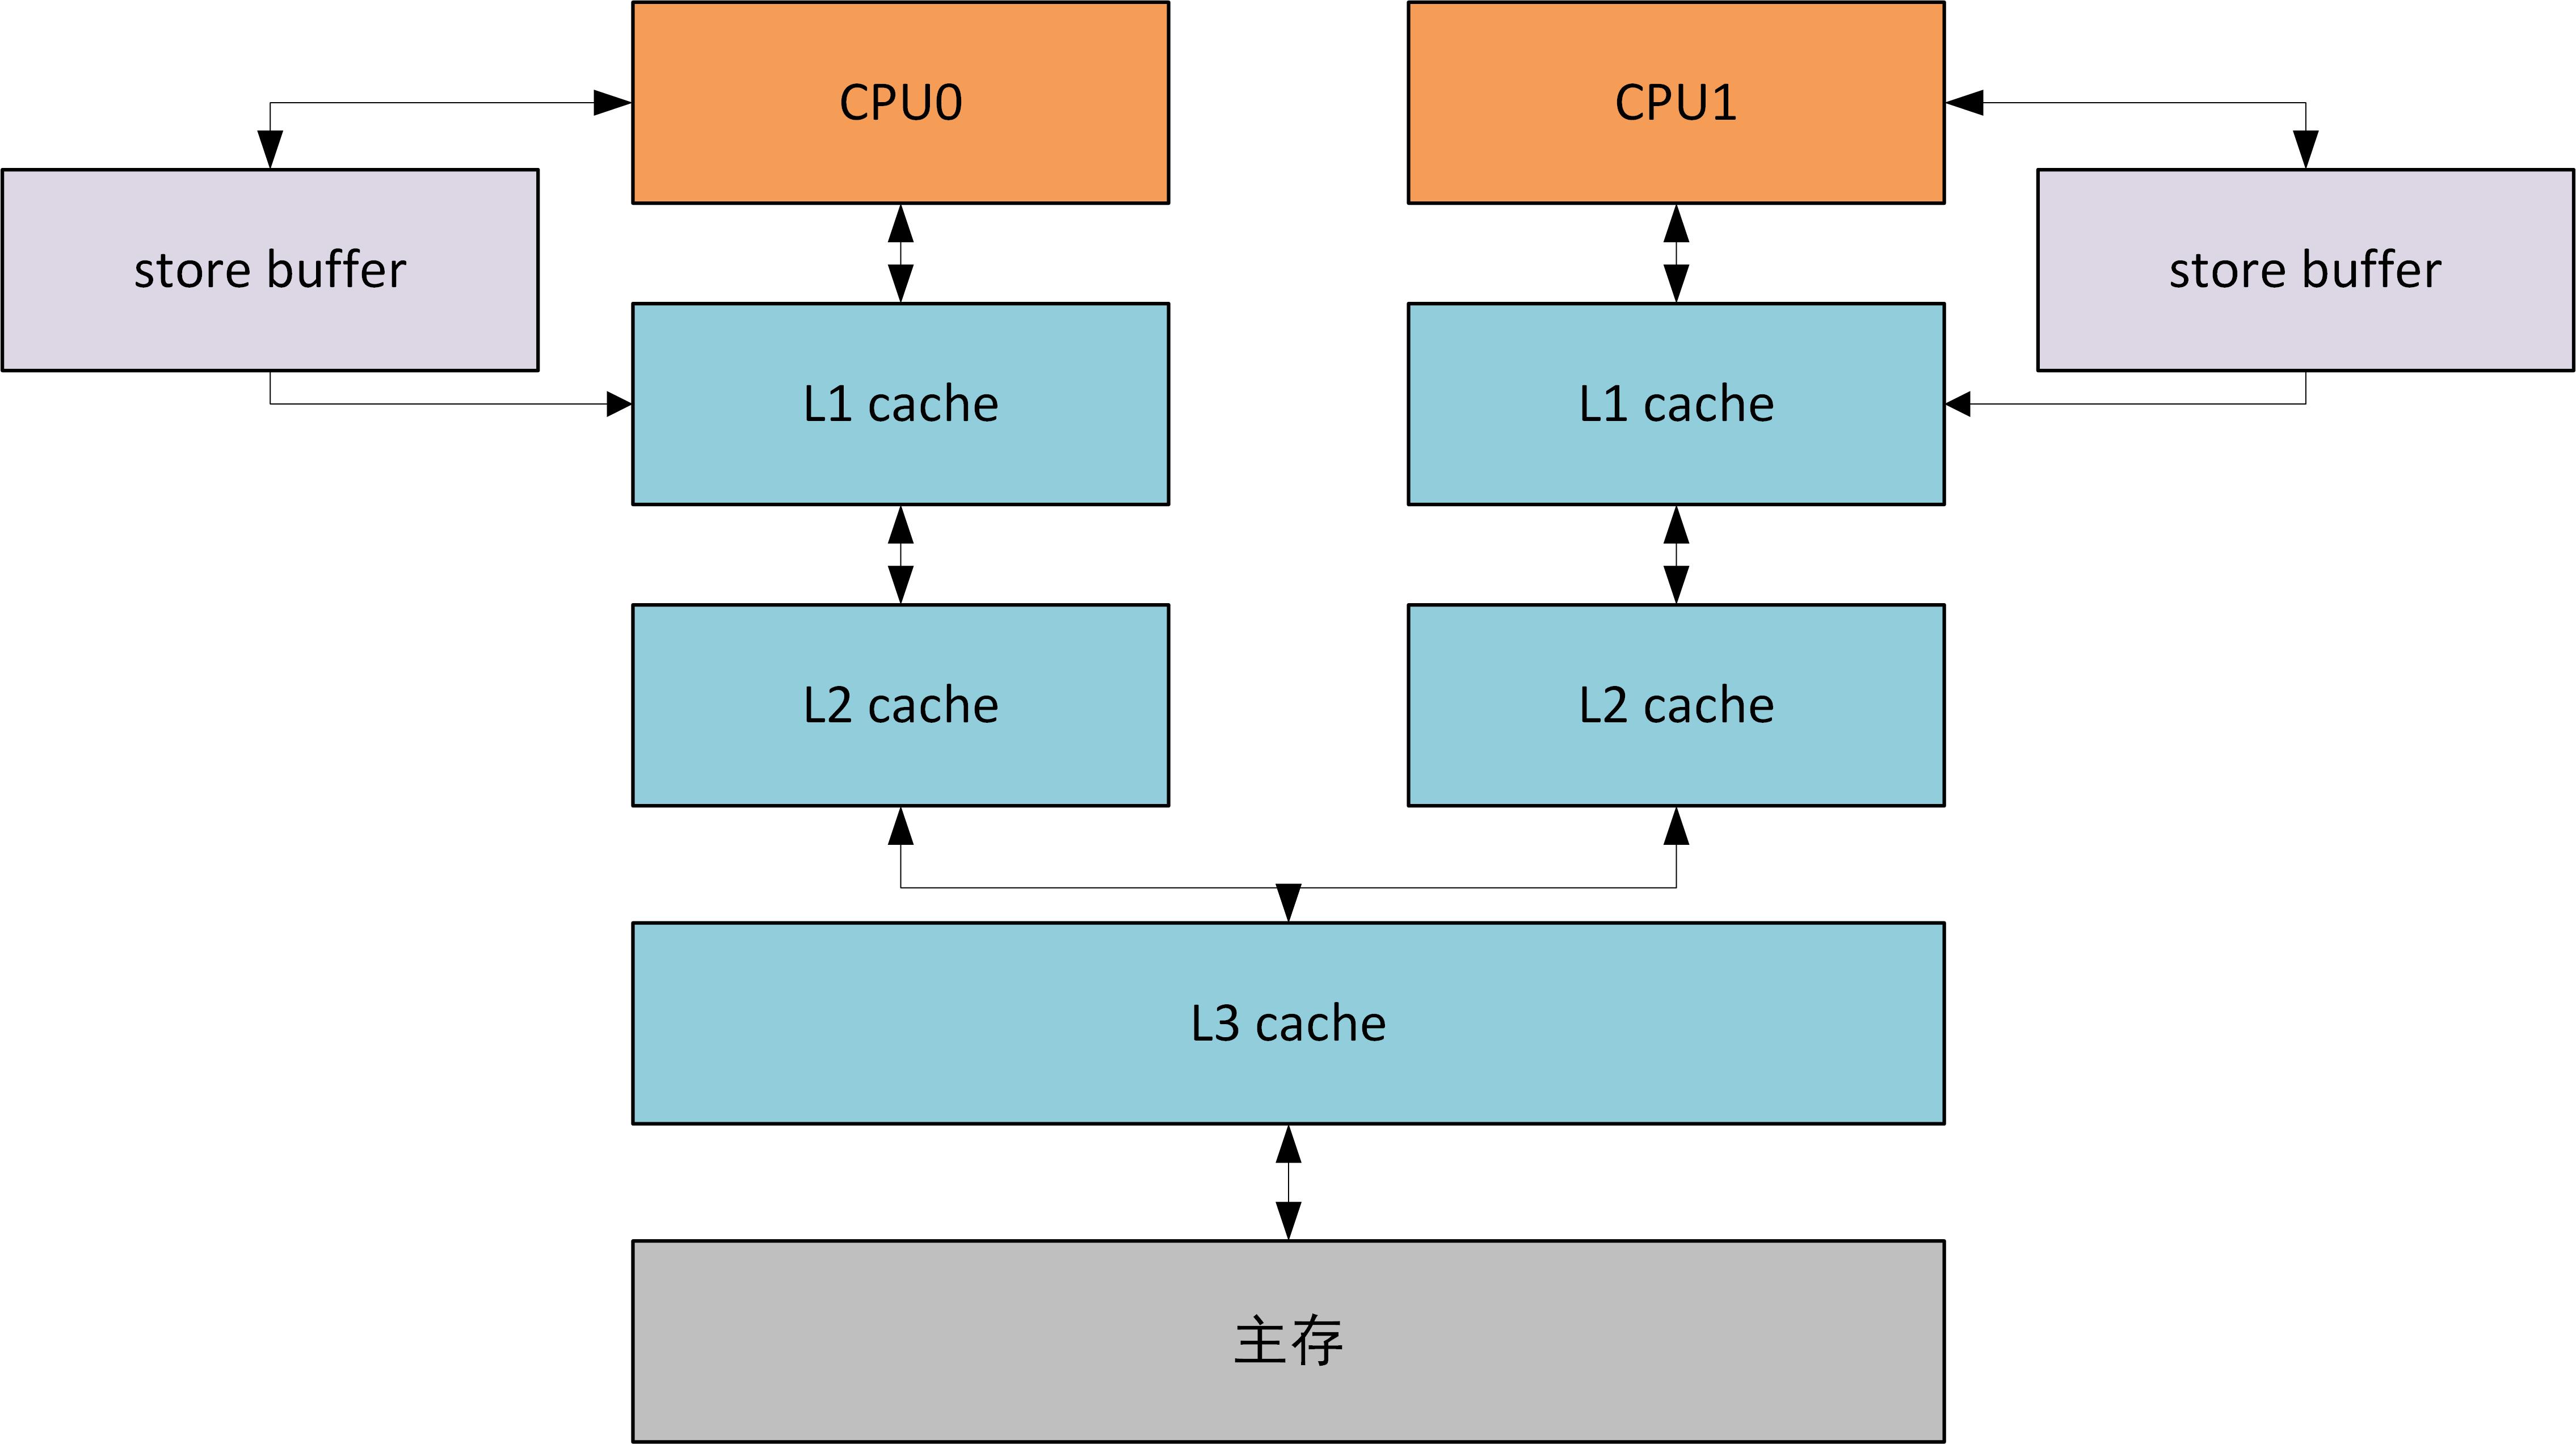 CPU0
CPU1
store buffer
store buffer
L1 cache
L1 cache
L2 cache
L2 cache
L3 cache
主存